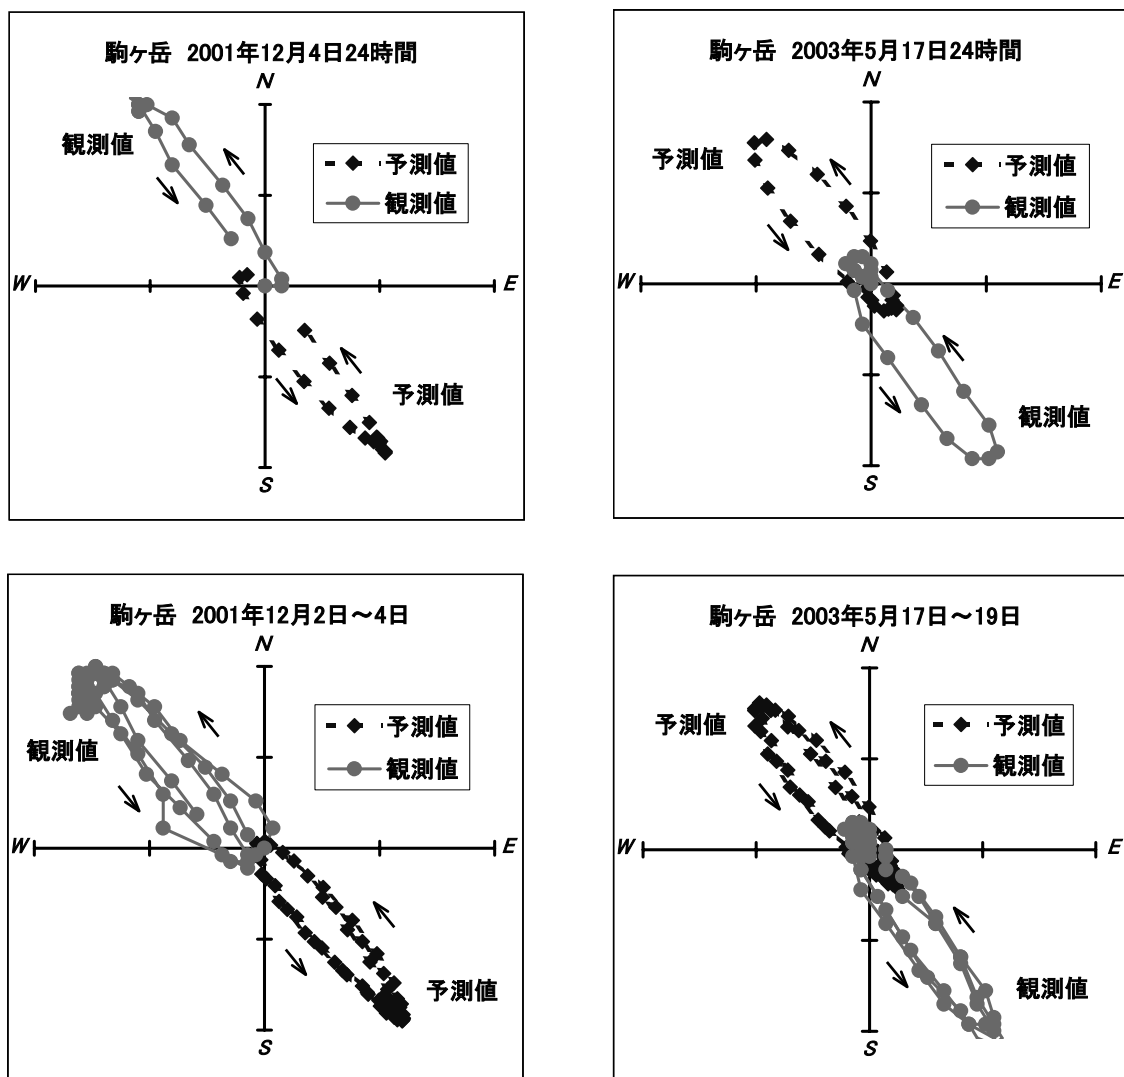 駒ヶ岳 2001年12月4日24時間
N
観測値
予測値
観測値
W
E
予測値
S
駒ヶ岳 2003年5月17日24時間
N
予測値
予測値
観測値
W
E
観測値
S
駒ヶ岳 2001年12月2日～4日
N
予測値
観測値
観測値
W
E
予測値
S
駒ヶ岳 2003年5月17日～19日
N
予測値
予測値
観測値
W
E
観測値
S